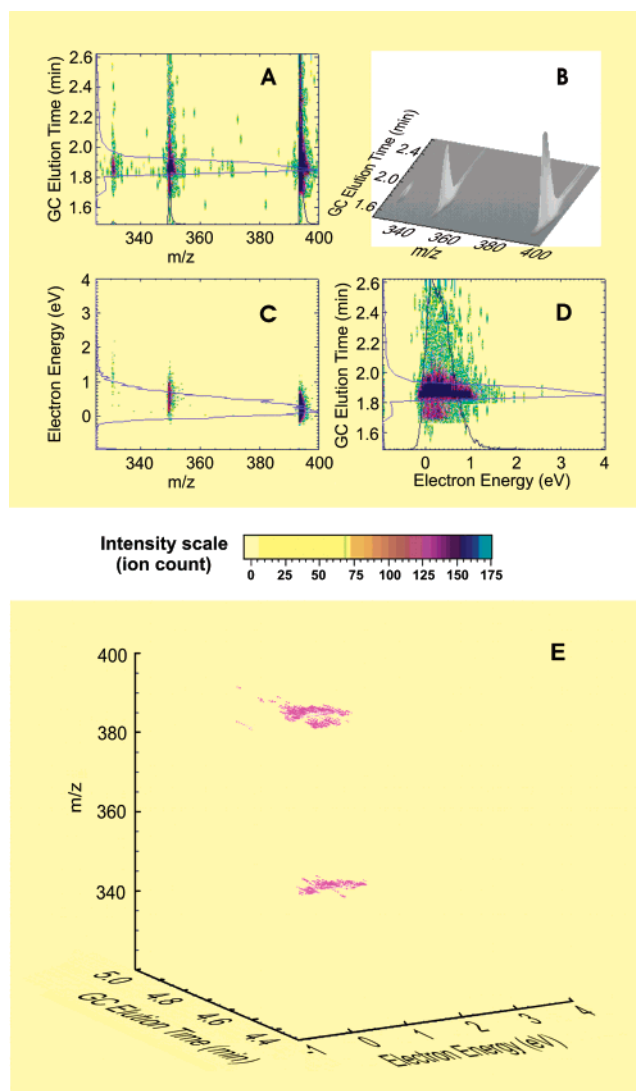 A
GC Elution Time (min)
2.6
2.4
2.2
2.0
1.8
1.6
340 360 380 400
m/z
B
GC Elution Time (min)
2.4
2.0
1.6
340 360 380 400
m/z
C
Electron Energy (eV)
4
3
2
1
0
340 360 380 400
m/z
D
GC Elution Time (min)
2.6
2.4
2.2
2.0
1.8
1.6
0 1 2 3 4
Electron Energy (eV)
Intensity scale
(ion count)
0 25 50 75 100 125 150 175
E
400
380
360
340
m/z
5.0 4.8 4.6 4.4
GC Elution Time (min)
-1 0 1 2 3 4
Electron Energy (eV)